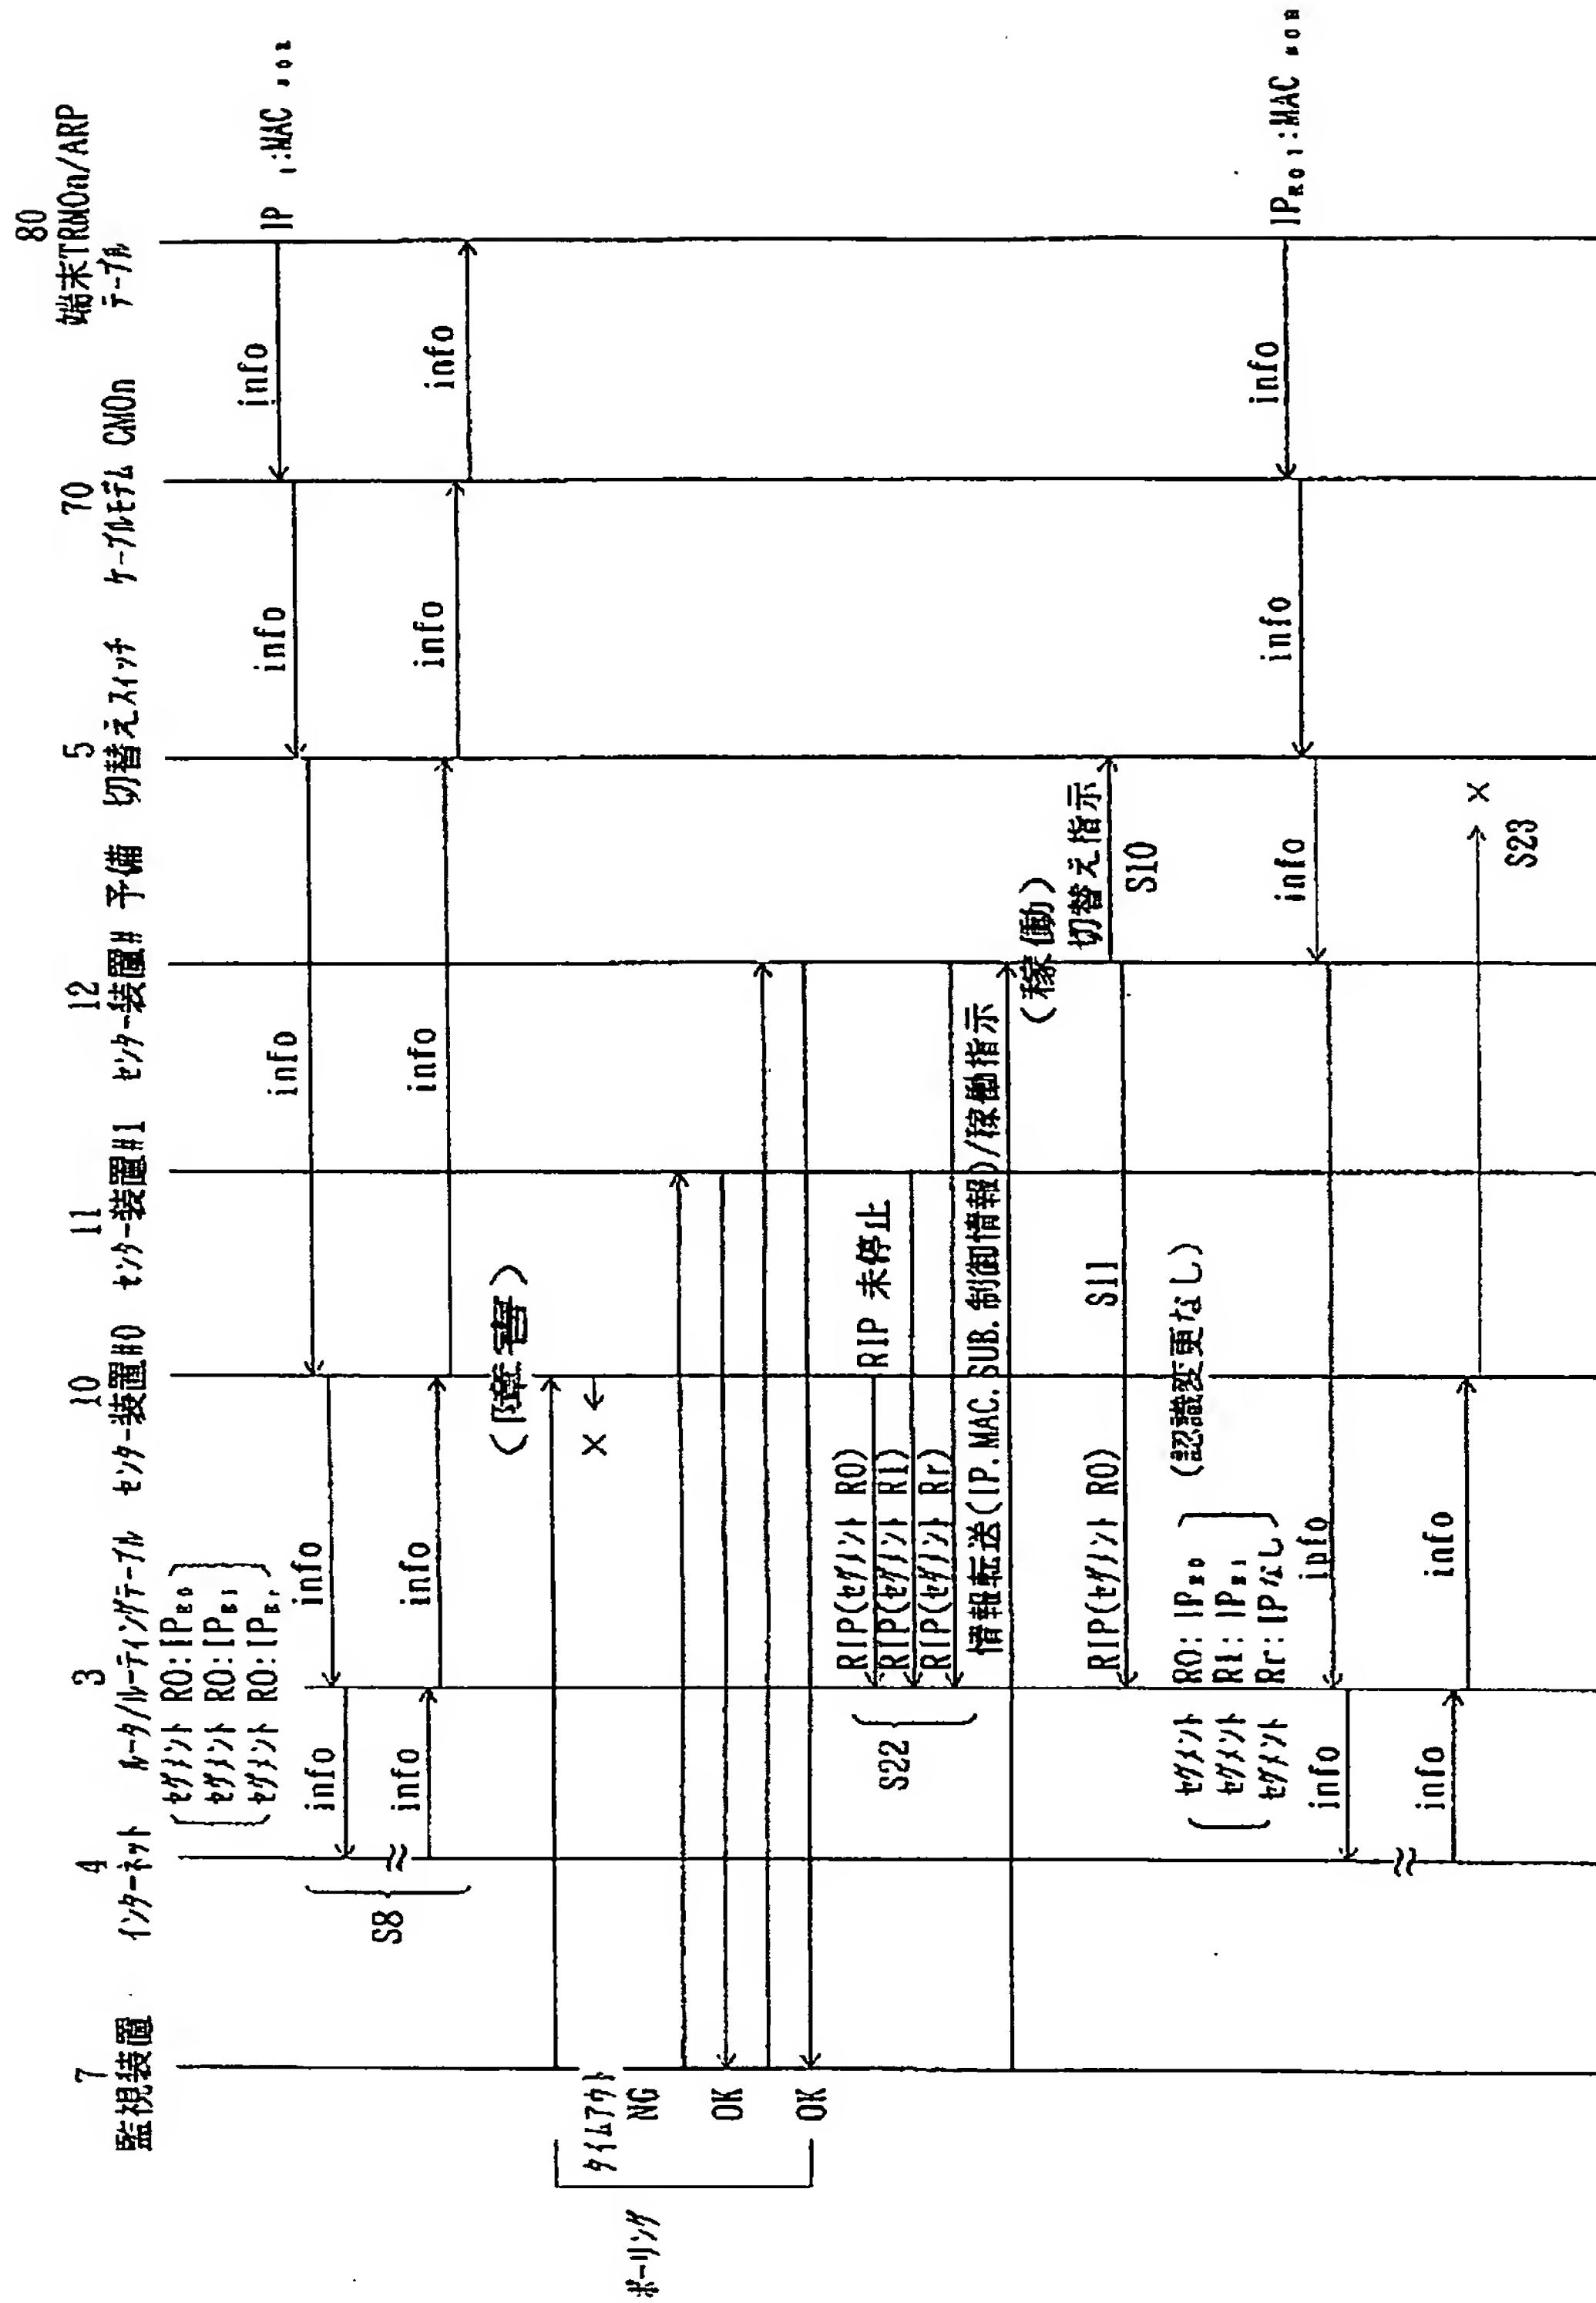 7
監視装置
4
インターネット
3
ルータ/ルーティングテーブル
セグメント R0:IP
セグメント R0:IP
セグメント R0:IP
10
センター装置#0
11
センター装置#1
12
センター装置# 予備
5
切替えスイッチ
70
ケーブルモデム CM0n
80
端末TRM0n/ARP
テーブル
IP 1:MAC
info
info
info
info
info
S8
info
info
info
info
info
(障害)
ポーリング
タイムアウト
NG
×
OK
OK
RIP(セグメント R0)
RIP 未停止
RIP(セグメント R1)
RIP(セグメント Rr)
S22
情報転送(IP.MAC.SUB.制御情報)/稼働指示
(稼働)
切替え指示
S10
RIP(セグメント R0)
S11
セグメント R0:IP
セグメント R1:IP
セグメント Rr:IPなし
(認識変更なし)
IPR01:MAC
info
info
info
info
info
info
info
×
S23